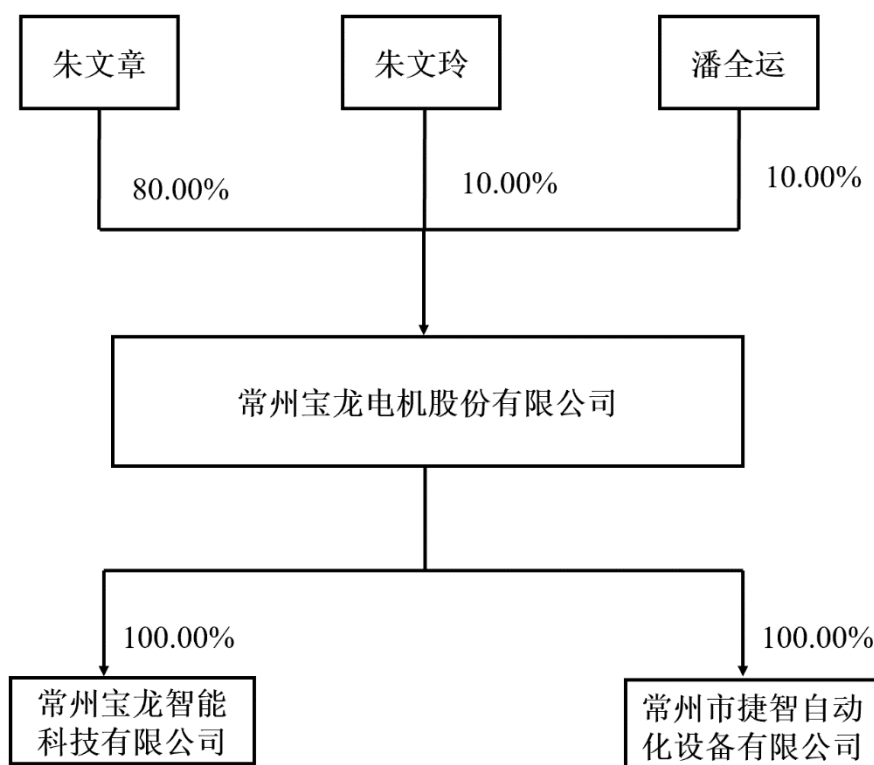 朱文章
朱文玲
潘全运
80.00%
10.00%
10.00%
常州宝龙电机股份有限公司
100.00%
100.00%
常州宝龙智能
科技有限公司
常州市捷智自动
化设备有限公司